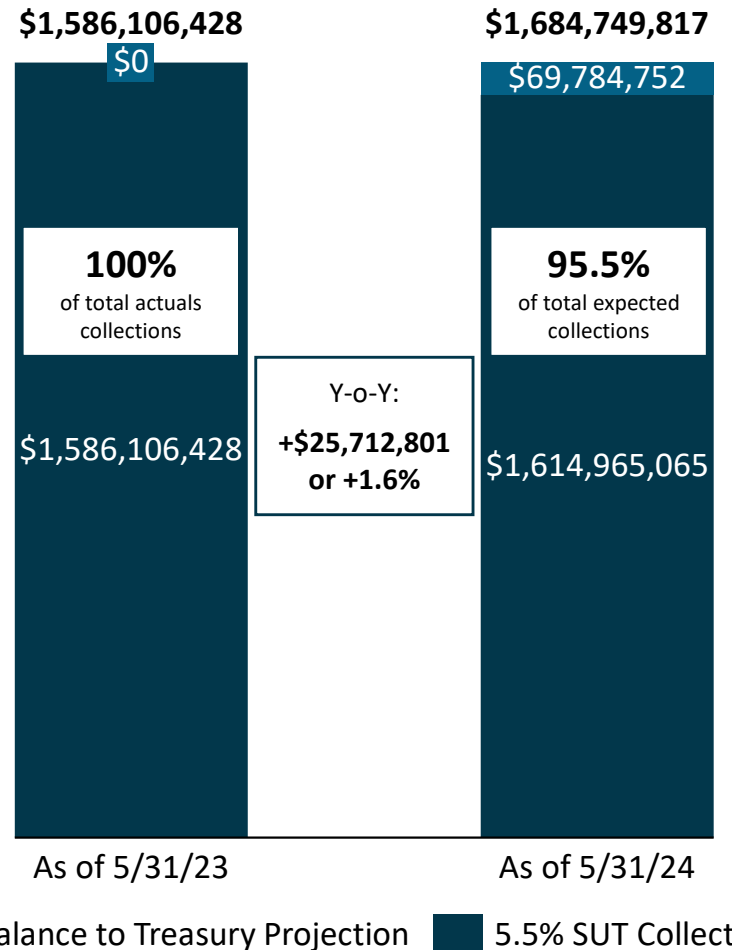 $1,586,106,428
$1,684,749,817
$0
$69,784,752
100%
of total actuals
collections
95.5%
of total expected
collections
Y-o-Y:
+$25,712,801
or +1.6%
$1,586,106,428
$1,614,965,065
As of 5/31/23
As of 5/31/24
alance to Treasury Projection
5.5% SUT Collect